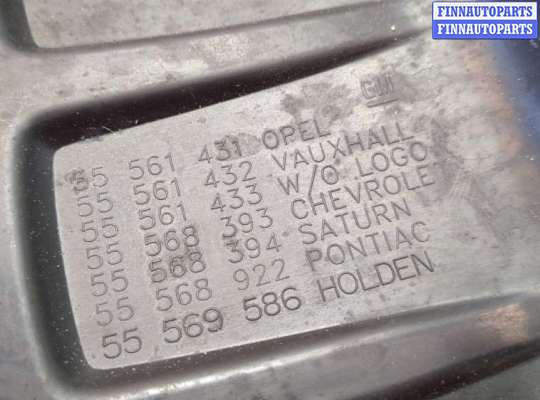 FINNAUTOPARTS
FINNAUTOPARTS
GM
55 561 431 OPEL
55 561 432 VAUXHALL
55 561 433 W/O LOGO
55 568 393 CHEVROLE
55 568 394 SATURN
55 568 922 PONTIAC
55 569 586 HOLDEN